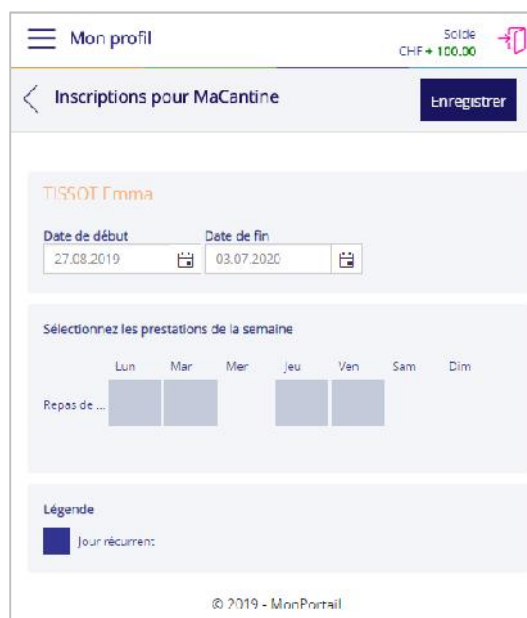 Mon profil
Solde
CHF + 100.00
Inscriptions pour MaCantine
Enregistrer
TISSOT Emma
Date de début Date de fin
27.08.2019 03.07.2020
Sélectionnez les prestations de la semaine
Lun Mar Mer Jeu Ven Sam Dim
Repas de ...
Légende
Jour récurrent
© 2019 - MonPortail